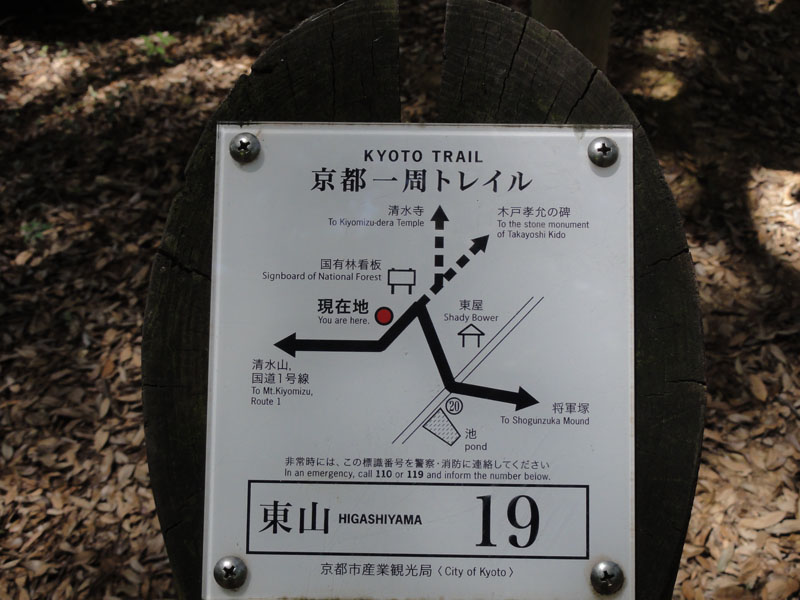 KYOTO TRAIL
京都一周トレイル
清水寺
To Kiyomizu-dera Temple
木戸孝允の碑
To the stone monument
of Takayoshi Kido
国有林看板
Signboard of National Forest
現在地
You are here.
東屋
Shady Bower
清水山,
国道1号線
To Mt.Kiyomizu,
Route 1
20
将軍塚
To Shogunzuka Mound
池
pond
非常時には、この標識番号を警察・消防に連絡してください
In an emergency, call 110 or 119 and inform the number below.
東山 HIGASHIYAMA 19
京都市産業観光局〈City of Kyoto〉